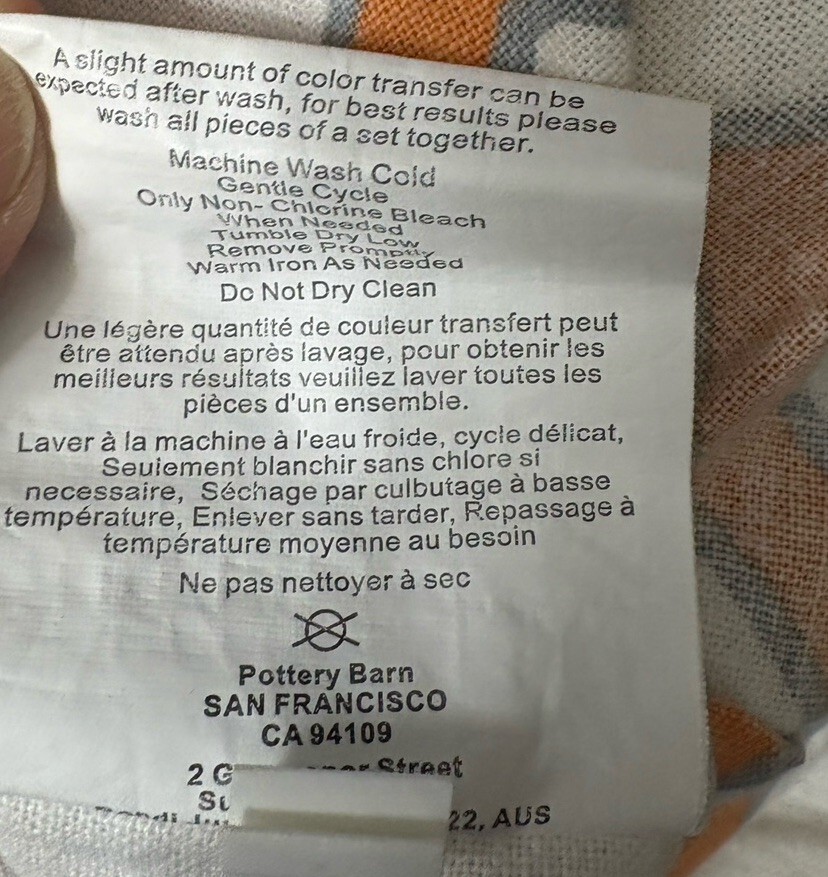 A slight amount of color transfer can be
expected after wash, for best results please
wash all pieces of a set together.
Machine Wash Cold
Gentle Cycle
Only Non- Chlorine Bleach
When Needed
Tumble Dry Low
Remove Promptly
Warm Iron As Needed
Do Not Dry Clean
Une légère quantité de couleur transfert peut
être attendu après lavage, pour obtenir les
meilleurs résultats veuillez laver toutes les
pièces d'un ensemble.
Laver à la machine à l'eau froide, cycle délicat,
Seulement blanchir sans chlore si
necessaire, Séchage par culbutage à basse
température, Enlever sans tarder, Repassage à
température moyenne au besoin
Ne pas nettoyer à sec
Pottery Barn
SAN FRANCISCO
CA 94109
2 Street
22, AUS